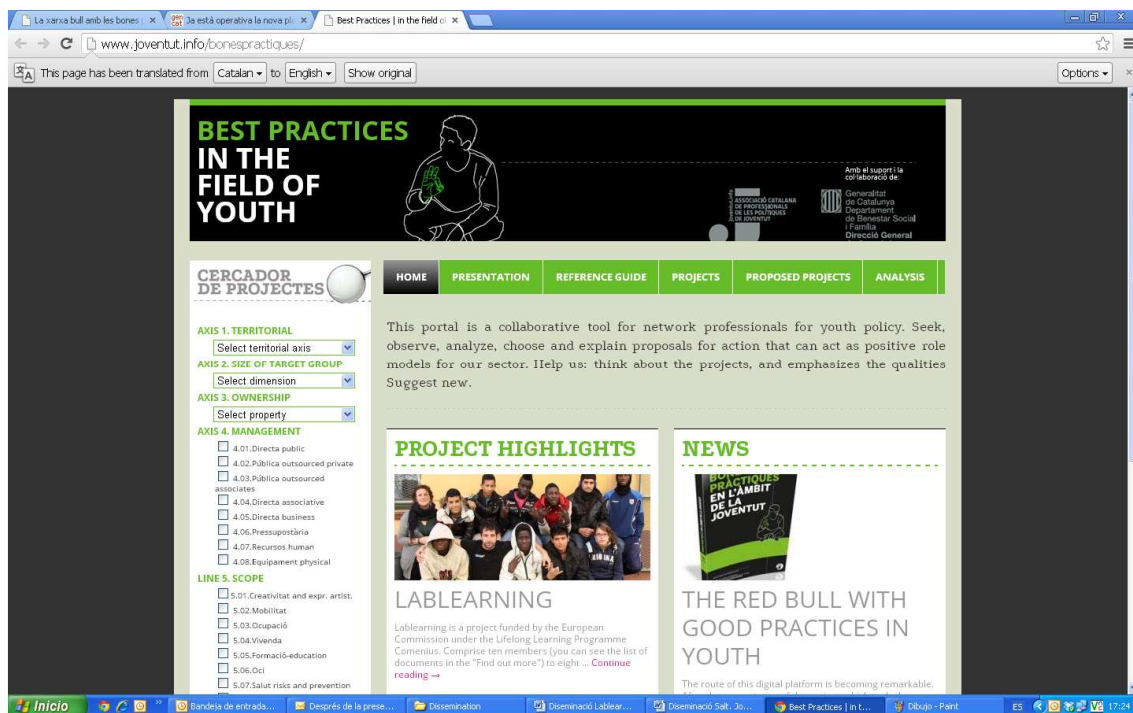 La xarxa bull amb les bones
Ja està operativa la nova pl
Best Practices | in the field o
www.joventut.info/bonespractiques/
This page has been translated from Catalan to English Show original
Options
BEST PRACTICES
IN THE
FIELD OF
YOUTH
Amb el suport i la
col·laboració de:
ASSOCIACIÓ CATALANA
DE PROFESSIONALS
DE LES POLÍTIQUES
DE JOVENTUT
Generalitat
de Catalunya
Departament
de Benestar Social
i Família
Direcció General
CERCADOR
DE PROJECTES
HOME PRESENTATION REFERENCE GUIDE PROJECTS PROPOSED PROJECTS ANALYSIS
AXIS 1. TERRITORIAL
Select territorial axis
AXIS 2. SIZE OF TARGET GROUP
Select dimension
AXIS 3. OWNERSHIP
Select property
AXIS 4. MANAGEMENT
4.01.Directa public
4.02.Pública outsourced private
4.03.Pública outsourced
associates
4.04.Directa associative
4.05.Directa business
4.06.Pressupostària
4.07.Recursos human
4.08.Equipament physical
LINE 5. SCOPE
5.01.Creativitat and expr. artist.
5.02.Mobilitat
5.03.Ocupació
5.04.Vivenda
5.05.Formació-education
5.06.Oci
5.07.Salut risks and prevention
This portal is a collaborative tool for network professionals for youth policy. Seek,
observe, analyze, choose and explain proposals for action that can act as positive role
models for our sector. Help us: think about the projects, and emphasizes the qualities
Suggest new.
PROJECT HIGHLIGHTS
LABLEARNING
Lablearning is a project funded by the European
Commission under the Lifelong Learning Programme
Comenius. Comprise ten members (you can see the list of
documents in the "Find out more") to eight ... Continue
reading →
NEWS
PRÀCTIQUES
EN L'ÀMBIT
DE LA
JOVENTUT
THE RED BULL WITH
GOOD PRACTICES IN
YOUTH
The route of this digital platform is becoming remarkable.
Inicio
Bandeja de entrada...
Després de la prese...
Dissemination
Diseminació Lablear...
Diseminació Salt. Jo...
Best Practices | in t...
Dibujo - Paint
ES
17:24